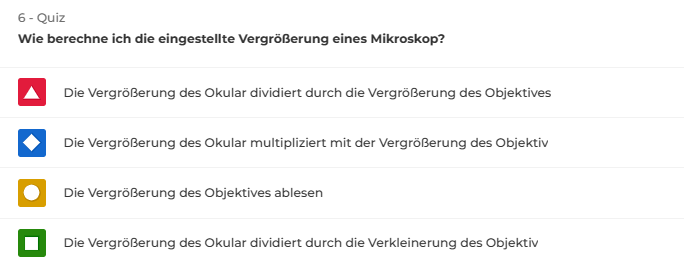 6 - Quiz
Wie berechne ich die eingestellte Vergrößerung eines Mikroskop?
Die Vergrößerung des Okular dividiert durch die Vergrößerung des Objektives
Die Vergrößerung des Okular multipliziert mit der Vergrößerung des Objektiv
Die Vergrößerung des Objektives ablesen
Die Vergrößerung des Okular dividiert durch die Verkleinerung des Objektiv